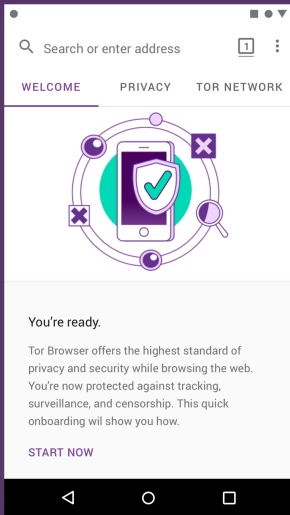 Search or enter address
1
WELCOME
PRIVACY
TOR NETWORK
You're ready.
Tor Browser offers the highest standard of
privacy and security while browsing the web.
You're now protected against tracking,
surveillance, and censorship. This quick
onboarding wil show you how.
START NOW